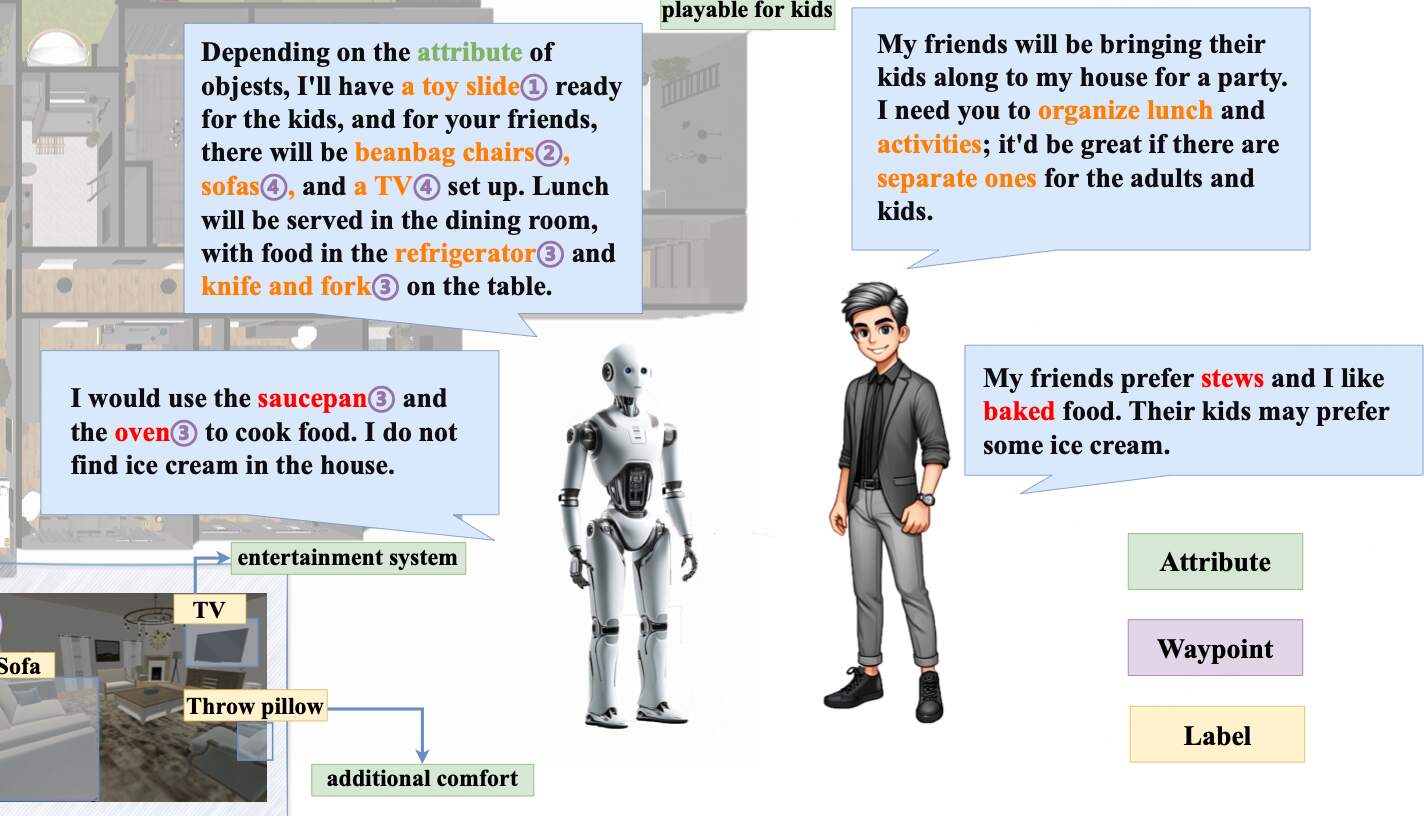 playable for kids
Depending on the attribute of
objests, I'll have a toy slide① ready
for the kids, and for your friends,
there will be beanbag chairs②,
sofas④, and a TV④ set up. Lunch
will be served in the dining room,
with food in the refrigerator③ and
knife and fork③ on the table.
My friends will be bringing their
kids along to my house for a party.
I need you to organize lunch and
activities; it'd be great if there are
separate ones for the adults and
kids.
I would use the saucepan③ and
the oven③ to cook food. I do not
find ice cream in the house.
My friends prefer stews and I like
baked food. Their kids may prefer
some ice cream.
entertainment system
TV
Sofa
Throw pillow
additional comfort
Attribute
Waypoint
Label